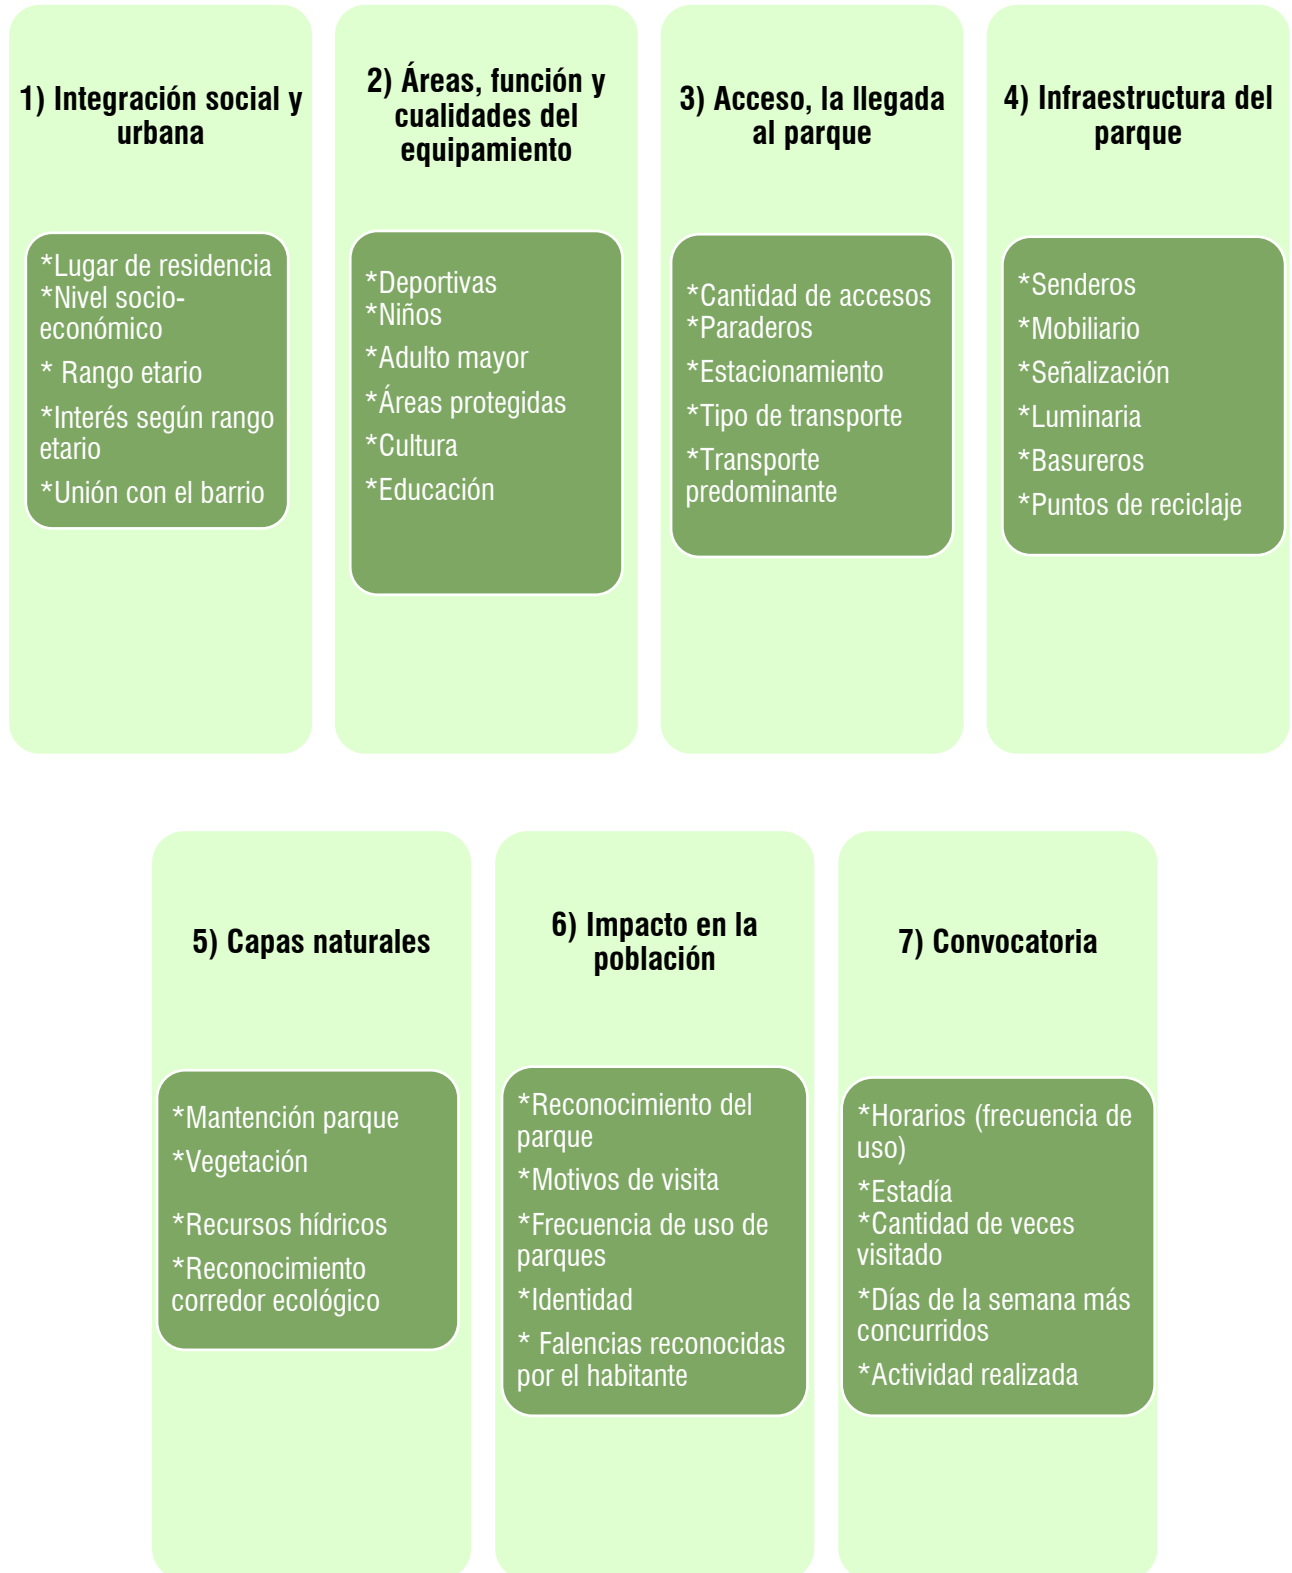 1) Integración social y
urbana
*Lugar de residencia
*Nivel socio-
económico
* Rango etario
*Interés según rango
etario
*Unión con el barrio
2) Áreas, función y
cualidades del
equipamiento
*Deportivas
*Niños
*Adulto mayor
*Áreas protegidas
*Cultura
*Educación
3) Acceso, la llegada
al parque
*Cantidad de accesos
*Paraderos
*Estacionamiento
*Tipo de transporte
*Transporte
predominante
4) Infraestructura del
parque
*Senderos
*Mobiliario
*Señalización
*Luminaria
*Basureros
*Puntos de reciclaje
5) Capas naturales
*Mantención parque
*Vegetación
*Recursos hídricos
*Reconocimiento
corredor ecológico
6) Impacto en la
población
*Reconocimiento del
parque
*Motivos de visita
*Frecuencia de uso de
parques
*Identidad
* Falencias reconocidas
por el habitante
7) Convocatoria
*Horarios (frecuencia de
uso)
*Estadía
*Cantidad de veces
visitado
*Días de la semana más
concurridos
*Actividad realizada